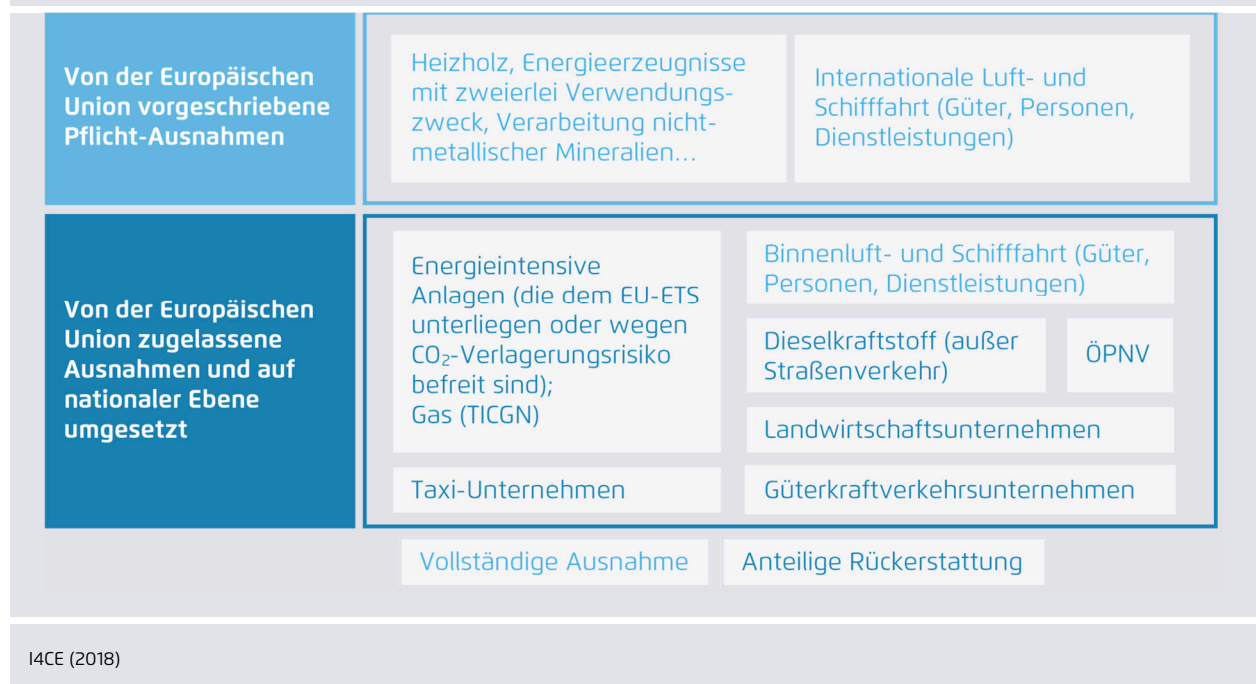 Von der Europäischen
Union vorgeschriebene
Pflicht-Ausnahmen
Heizholz, Energieerzeugnisse
mit zweierlei Verwendungs-
zweck, Verarbeitung nicht-
metallischer Mineralien...
Internationale Luft- und
Schifffahrt (Güter, Personen,
Dienstleistungen)
Von der Europäischen
Union zugelassene
Ausnahmen und auf
nationaler Ebene
umgesetzt
Energieintensive
Anlagen (die dem EU-ETS
unterliegen oder wegen
CO₂-Verlagerungsrisiko
befreit sind);
Gas (TICGN)
Binnenluft- und Schifffahrt (Güter,
Personen, Dienstleistungen)
Dieselkraftstoff (außer
Straßenverkehr)
ÖPNV
Landwirtschaftsunternehmen
Taxi-Unternehmen
Güterkraftverkehrsunternehmen
Vollständige Ausnahme
Anteilige Rückerstattung
I4CE (2018)